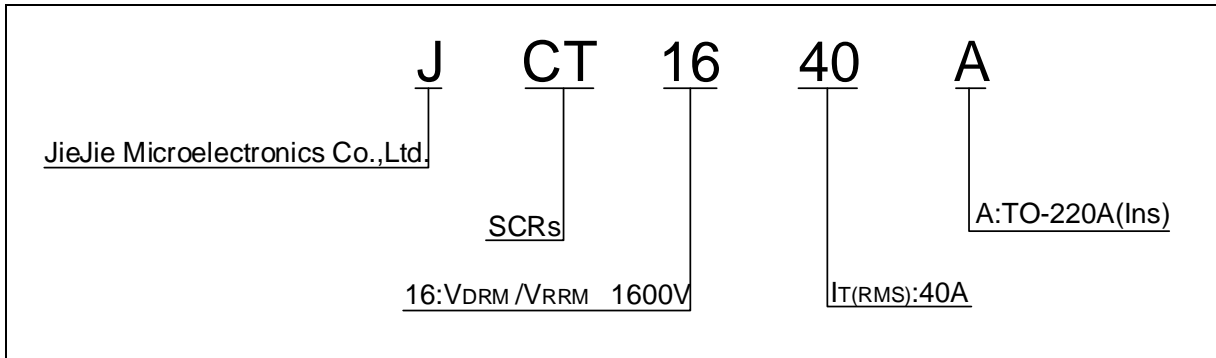 J CT 16 40 A
JieJie Microelectronics Co.,Ltd.
A:TO-220A(Ins)
SCRs
16:VDRM /VRRM 1600V
IT(RMS):40A